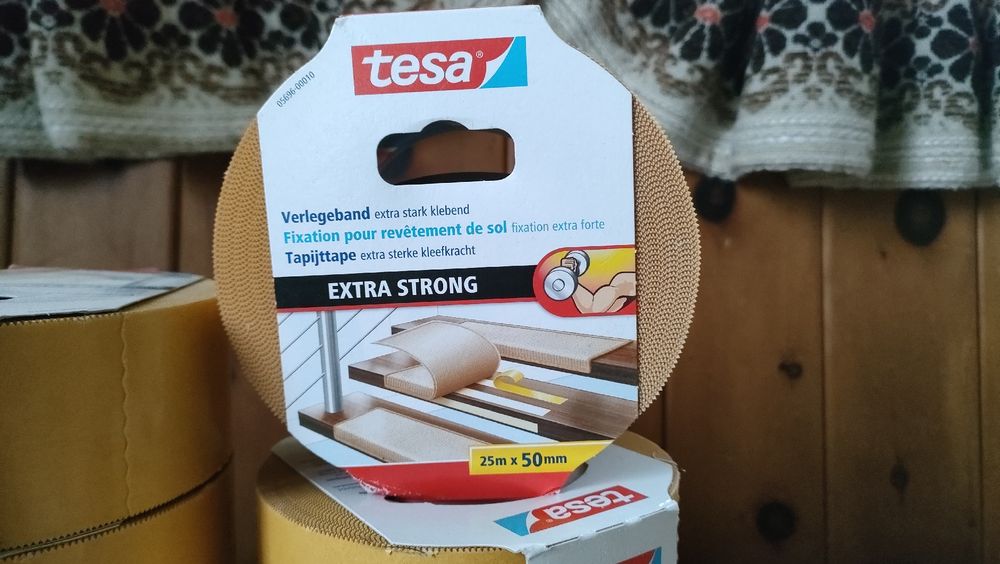 tesa®
05696-00010
Verlegeband extra stark klebend
Fixation pour revêtement de sol fixation extra forte
Tapijttape extra sterke kleefkracht
EXTRA STRONG
25m x 50mm
tesa